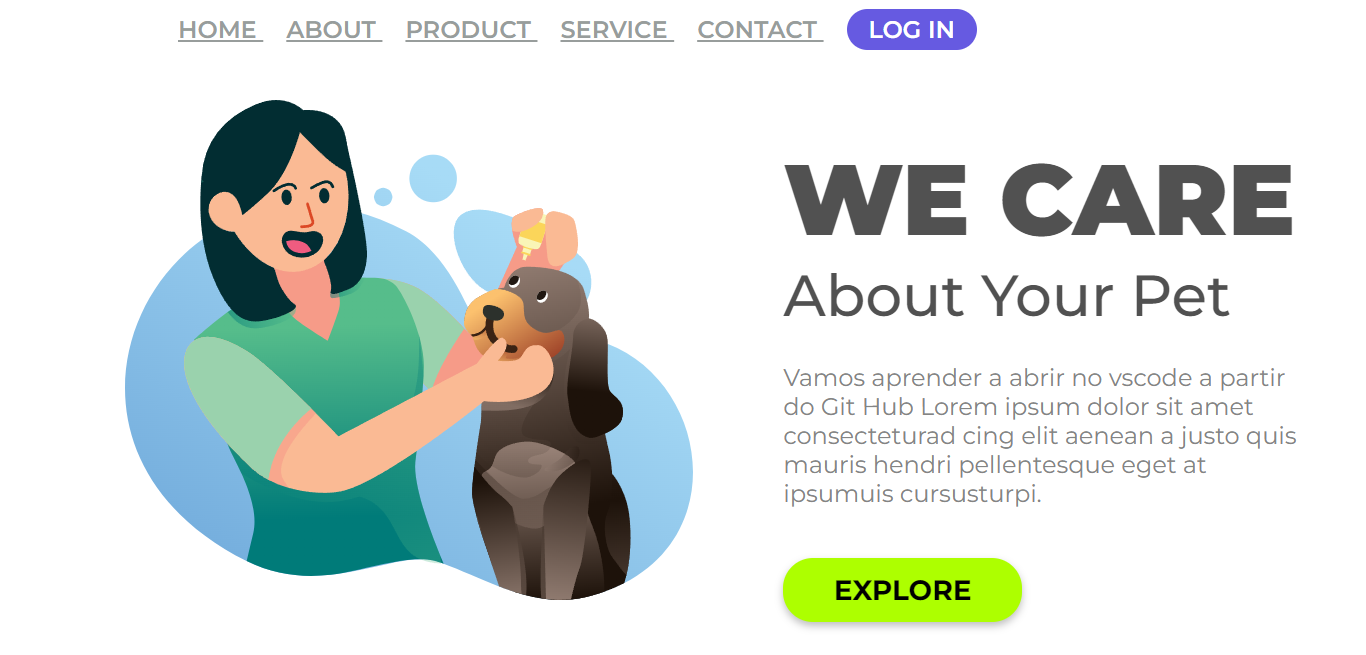 HOME ABOUT PRODUCT SERVICE CONTACT LOG IN
WE CARE
About Your Pet
Vamos aprender a abrir no vscode a partir
do Git Hub Lorem ipsum dolor sit amet
consecteturad cing elit aenean a justo quis
mauris hendri pellentesque eget at
ipsumuis cursusturpi.
EXPLORE